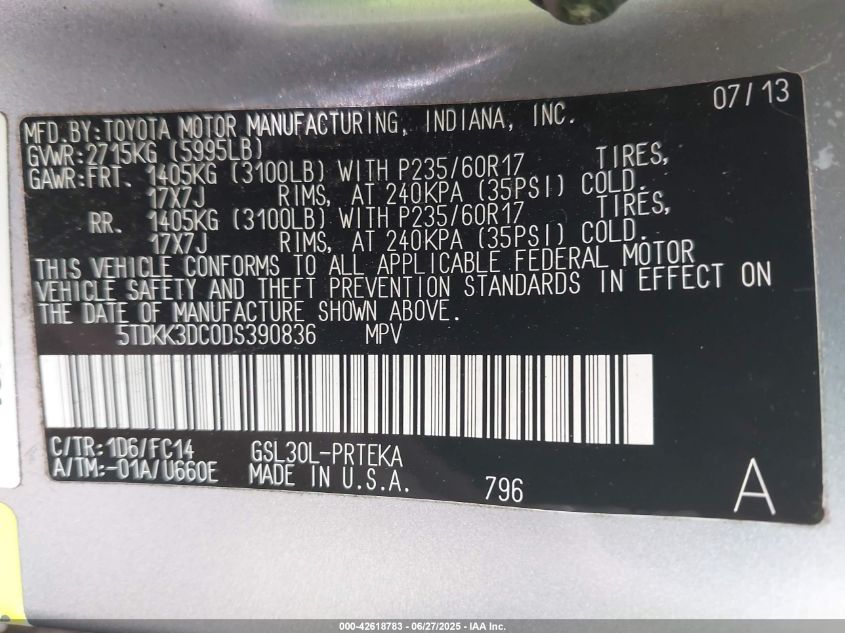 07/13
MFD.BY:TOYOTA MOTOR MANUFACTURING, INDIANA, INC.
GVWR:2715KG (5995LB)
GAWR:FRT. 1405KG (3100LB) WITH P235/60R17 TIRES,
17X7J RIMS, AT 240KPA (35PSI) COLD.
RR. 1405KG (3100LB) WITH P235/60R17 TIRES,
17X7J RIMS, AT 240KPA (35PSI) COLD.
THIS VEHICLE CONFORMS TO ALL APPLICABLE FEDERAL MOTOR
VEHICLE SAFETY AND THEFT PREVENTION STANDARDS IN EFFECT ON
THE DATE OF MANUFACTURE SHOWN ABOVE.
5TDKK3DC0DS390836 MPV
C/TR:1D6/FC14 GSL30L-PRTEKA
A/TM:-01A/U660E MADE IN U.S.A. 796 A
000-42618783 - 06/27/2025 - IAA Inc.